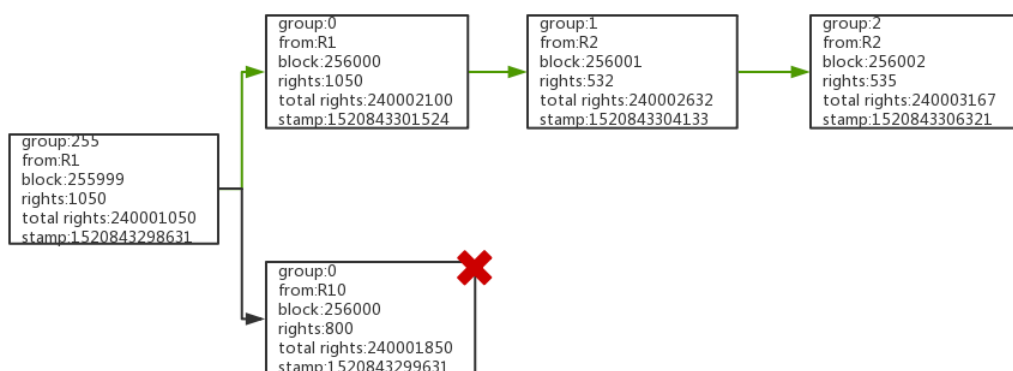 group:0
from:R1
block:256000
rights:1050
total rights:240002100
stamp:1520843301524
group:1
from:R2
block:256001
rights:532
total rights:240002632
stamp:1520843304133
group:2
from:R2
block:256002
rights:535
total rights:240003167
stamp:1520843306321
group:255
from:R1
block:255999
rights:1050
total rights:240001050
stamp:1520843298631
group:0
from:R10
block:256000
rights:800
total rights:240001850
stamp:1520843299631